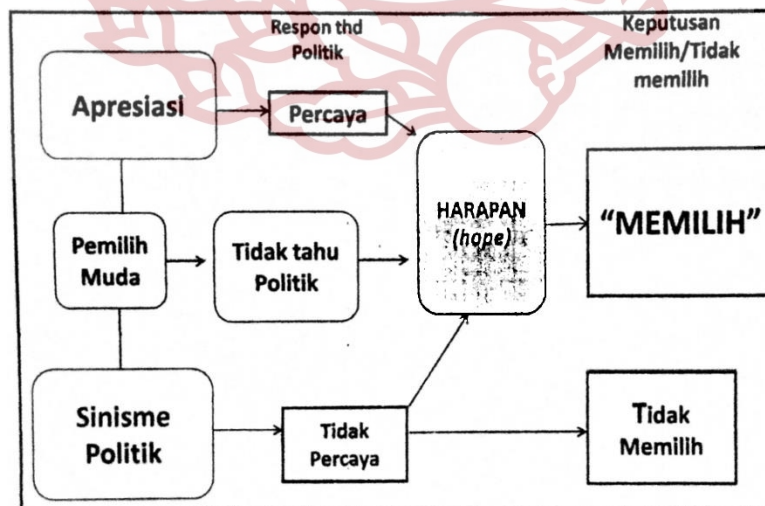 Respon thd
Politik
Keputusan
Memilih/Tidak
memilih
Apresiasi
Percaya
HARAPAN
(hope)
“MEMILIH”
Pemilih
Muda
Tidak tahu
Politik
Sinisme
Politik
Tidak
Percaya
Tidak
Memilih